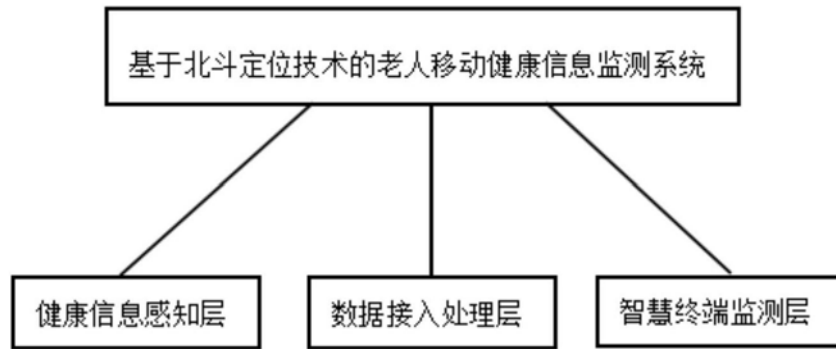 基于北斗定位技术的老人移动健康信息监测系统
健康信息感知层
数据接入处理层
智慧终端监测层